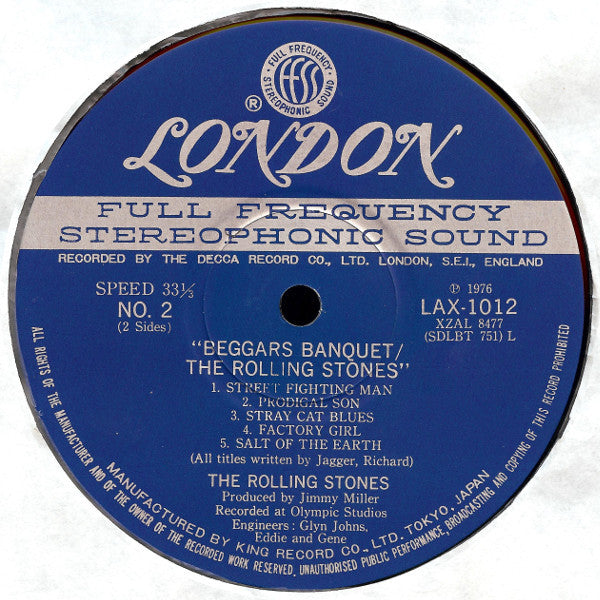 FULL FREQUENCY
ffss
STEREOPHONIC SOUND
®
LONDON
FULL FREQUENCY
STEREOPHONIC SOUND
RECORDED BY THE DECCA RECORD CO., LTD. LONDON, S.E.I., ENGLAND
SPEED 33⅓
NO. 2
(2 Sides)
℗ 1976
LAX-1012
XZAL 8477
(SDLBT 751) L
"BEGGARS BANQUET/
THE ROLLING STONES"
1. STREET FIGHTING MAN
2. PRODIGAL SON
3. STRAY CAT BLUES
4. FACTORY GIRL
5. SALT OF THE EARTH
(All titles written by Jagger, Richard)
THE ROLLING STONES
Produced by Jimmy Miller
Recorded at Olympic Studios
Engineers: Glyn Johns,
Eddie and Gene
MANUFACTURED BY KING RECORD CO., LTD. TOKYO, JAPAN
ALL RIGHTS OF THE MANUFACTURER AND OF THE OWNER OF THE RECORDED WORK RESERVED. UNAUTHORISED PUBLIC PERFORMANCE, BROADCASTING AND COPYING OF THIS RECORD PROHIBITED